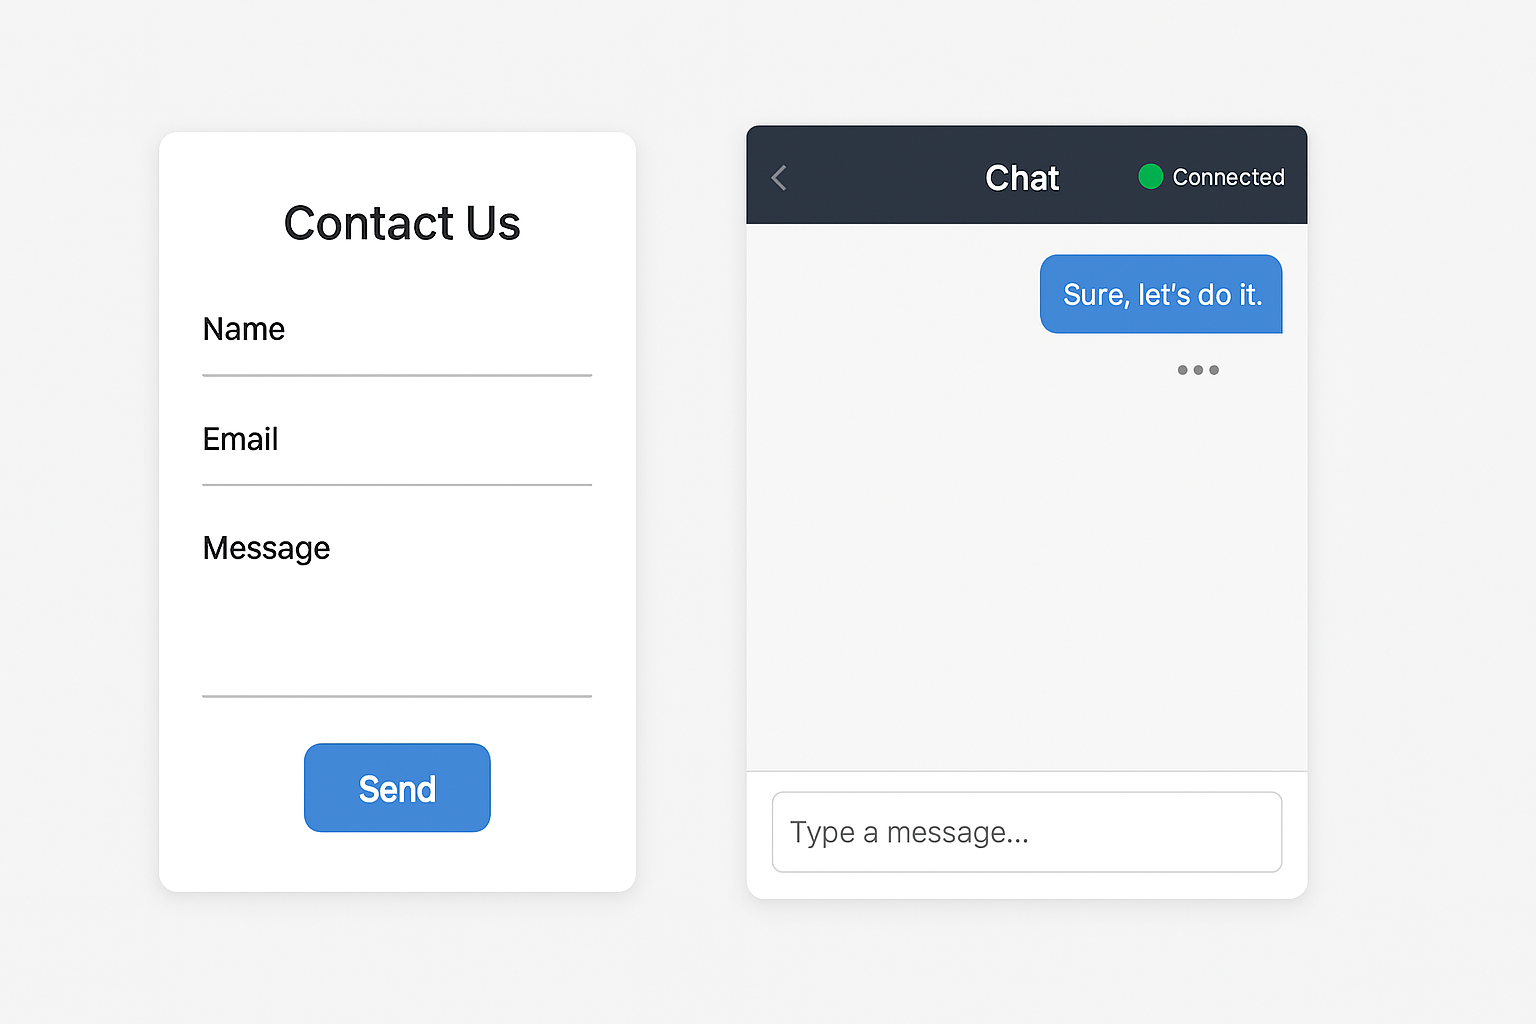 Contact Us
Name
Email
Message
Send
Chat
Connected
Sure, let's do it.
Type a message...